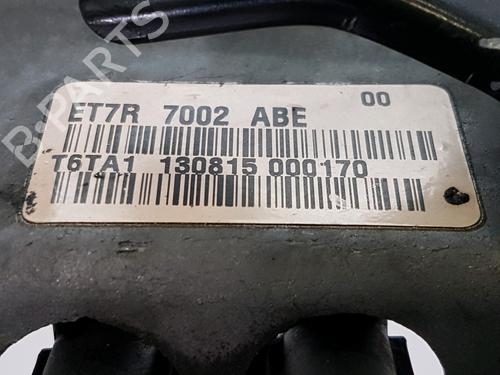 B-PARTS
00
ET7R 7002 ABE
T6TA1 130815 000170